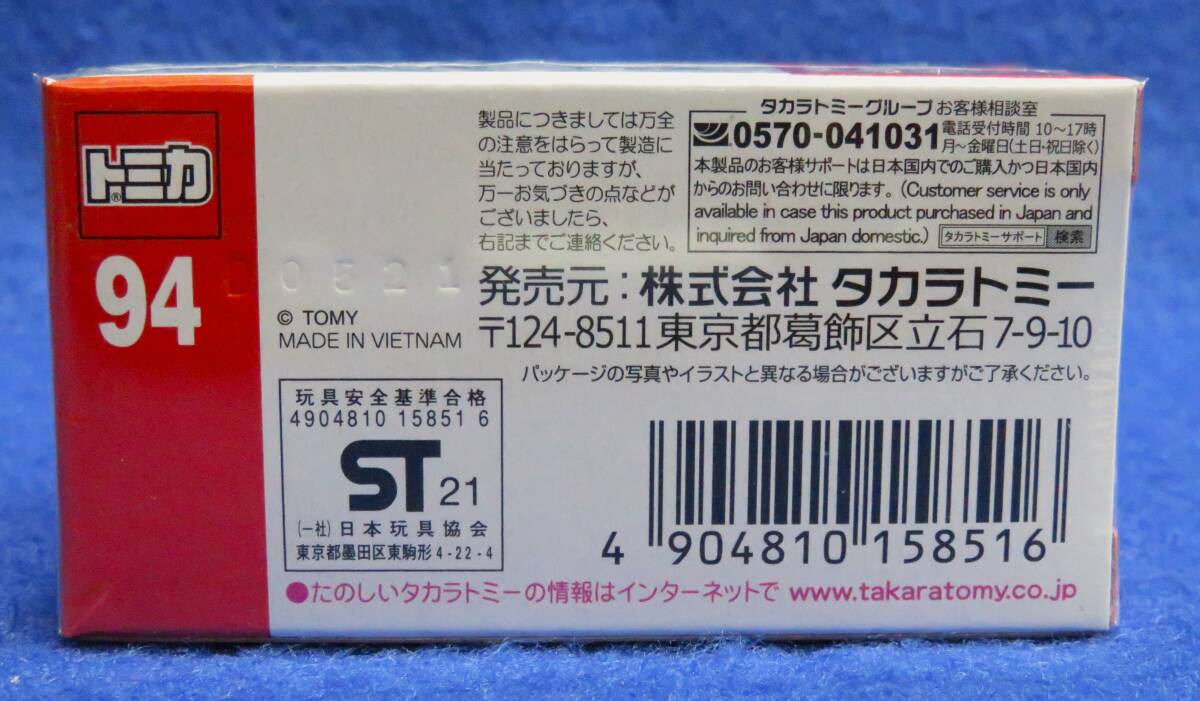 トミカ
®
94
0521
© TOMY
MADE IN VIETNAM
製品につきましては万全
の注意をはらって製造に
当たっておりますが、
万一お気づきの点などが
ございましたら、
右記までご連絡ください。
タカラトミーグループ お客様相談室
0570-041031 電話受付時間 10〜17時
月〜金曜日(土日・祝日除く)
本製品のお客様サポートは日本国内でのご購入かつ日本国内
からのお問い合わせに限ります。(Customer service is only
available in case this product purchased in Japan and
inquired from Japan domestic.) タカラトミーサポート 検索
発売元：株式会社 タカラトミー
〒124-8511 東京都葛飾区立石7-9-10
パッケージの写真やイラストと異なる場合がございますがご了承ください。
玩具安全基準合格
4904810 15851 6
ST 21
(一社)日本玩具協会
東京都墨田区東駒形4-22-4
4 904810 158516
●たのしいタカラトミーの情報はインターネットで www.takaratomy.co.jp